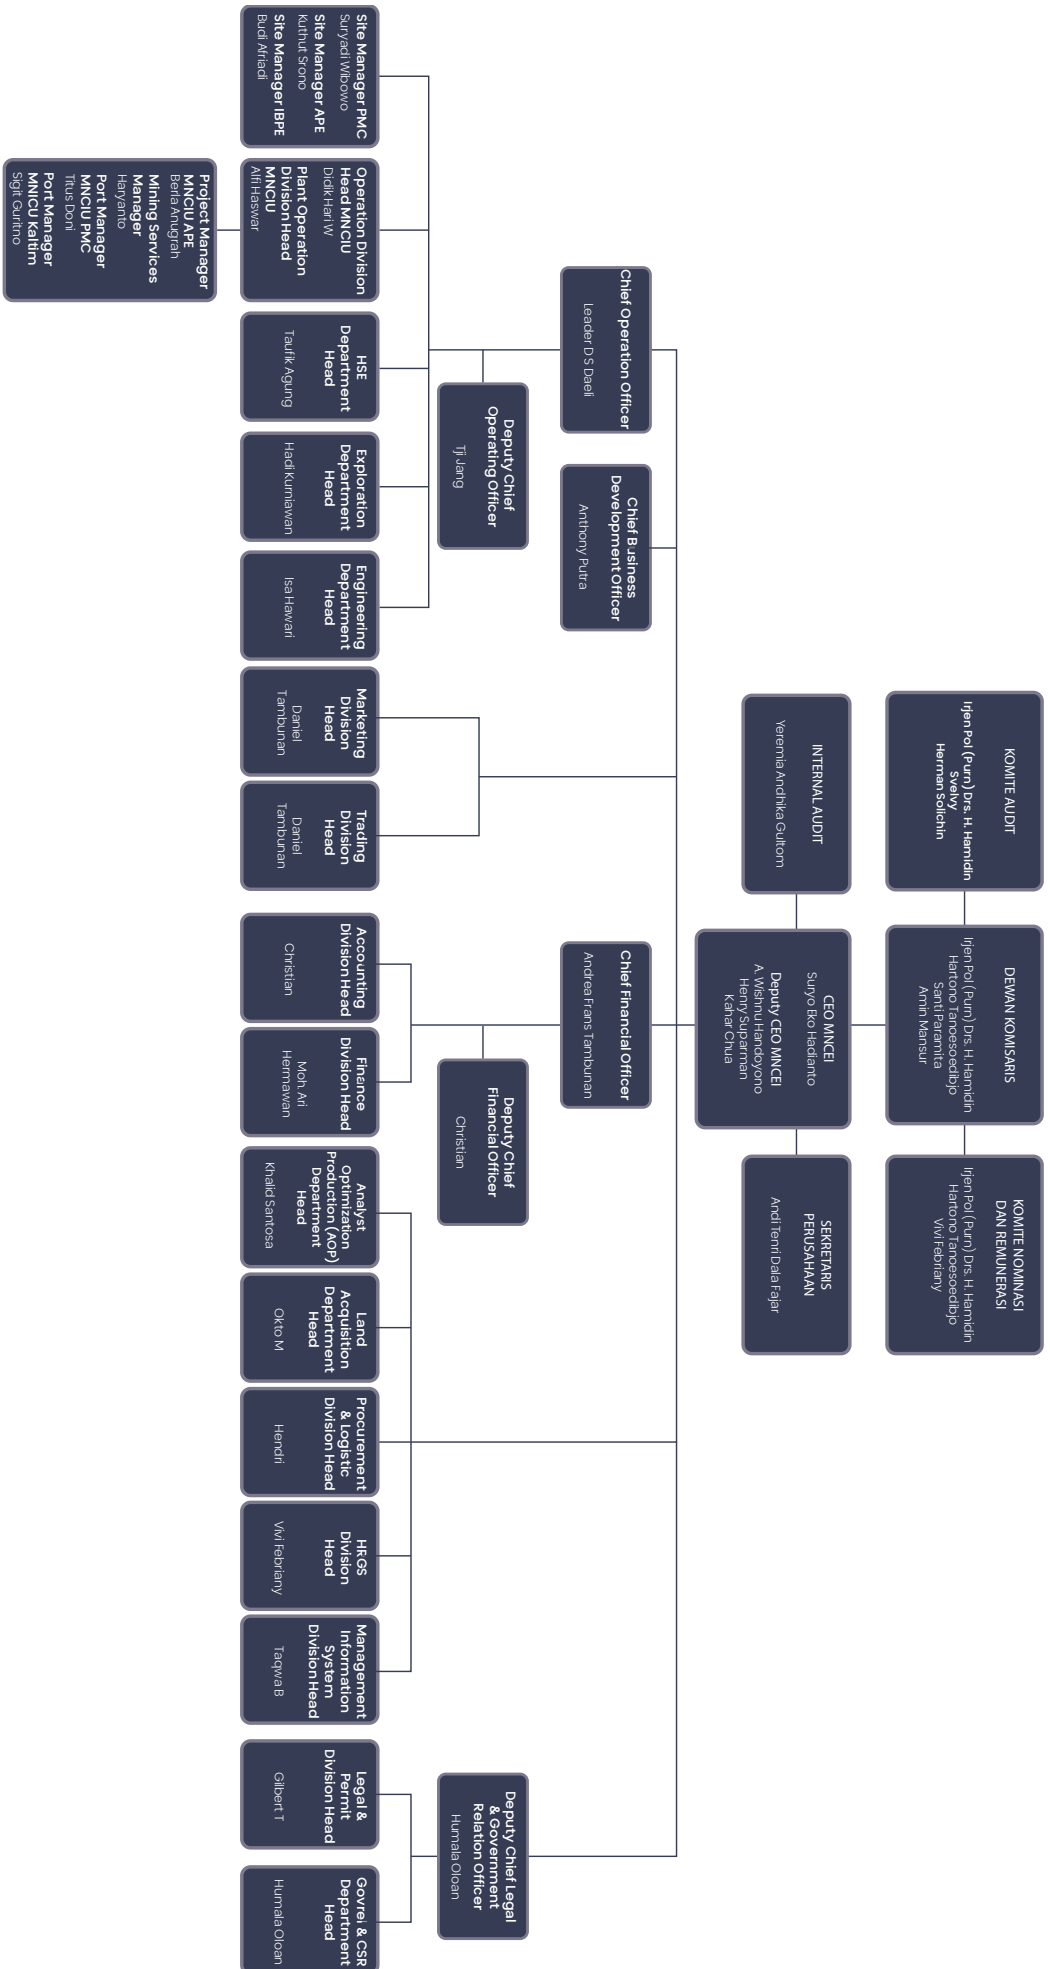 KOMITE AUDIT
Irjen Pol (Purn) Drs. H. Hamidin
Svelvy
Herman Solichin
DEWAN KOMISARIS
Irjen Pol (Purn) Drs. H. Hamidin
Hartono Tanoesoedibjo
Santi Paramita
Amin Mansur
KOMITE NOMINASI
DAN REMUNERASI
Irjen Pol (Purn) Drs. H. Hamidin
Hartono Tanoesoedibjo
Vivi Febriany
INTERNAL AUDIT
Yeremia Andhika Gultom
CEO MNCEI
Suryo Eko Hadianto
Deputy CEO MNCEI
A. Wishnu Handoyono
Henry Suparman
Kahar Chua
SEKRETARIS
PERUSAHAAN
Andi Tenri Dala Fajar
Chief Operation Officer
Leader D S Daeli
Chief Business
Development Officer
Anthony Putra
Chief Financial Officer
Andrea Frans Tambunan
Deputy Chief
Operating Officer
Tji Jang
Deputy Chief
Financial Officer
Christian
Deputy Chief Legal
& Government
Relation Officer
Humala Oloan
Site Manager PMC
Suryadi Wibowo
Site Manager APE
Kuthut Srono
Site Manager IBPE
Budi Afriadi
Operation Division
Head MNCIU
Didik Hari W
Plant Operation
Division Head
MNCIU
Alfi Haswar
HSE
Department
Head
Taufik Agung
Exploration
Department
Head
Hadi Kurniawan
Engineering
Department
Head
Isa Hawari
Marketing
Division
Head
Daniel
Tambunan
Trading
Division
Head
Daniel
Tambunan
Accounting
Division Head
Christian
Finance
Division Head
Moh. Ari
Hermawan
Analyst
Optimization
Production (AOP)
Department
Head
Khalid Santosa
Land
Acquisition
Department
Head
Okto M
Procurement
& Logistic
Division Head
Hendri
HRGS
Division
Head
Vivi Febriany
Management
Information
System
Division Head
Taqwa B
Legal &
Permit
Division Head
Gilbert T
Govrel & CSR
Department
Head
Humala Oloan
Project Manager
MNCIU APE
Berla Anugrah
Mining Services
Manager
Haryanto
Port Manager
MNCIU PMC
Titus Doni
Port Manager
MNICU Kaltim
Sigit Guritno